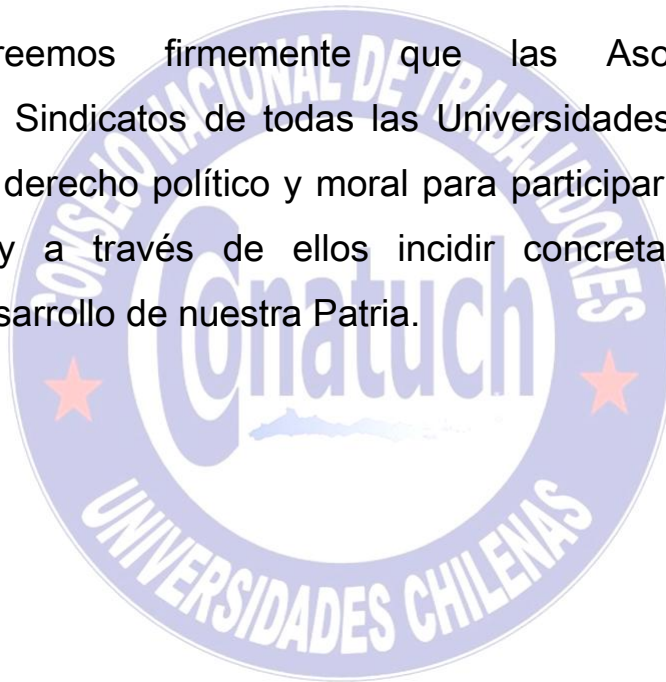 reemos firmemente que las Aso
Sindicatos de todas las Universidades
derecho político y moral para participar
y a través de ellos incidir concreta
sarrollo de nuestra Patria.
CONSEJO NACIONAL DE TRABAJADORES
Conatuch
UNIVERSIDADES CHILENAS